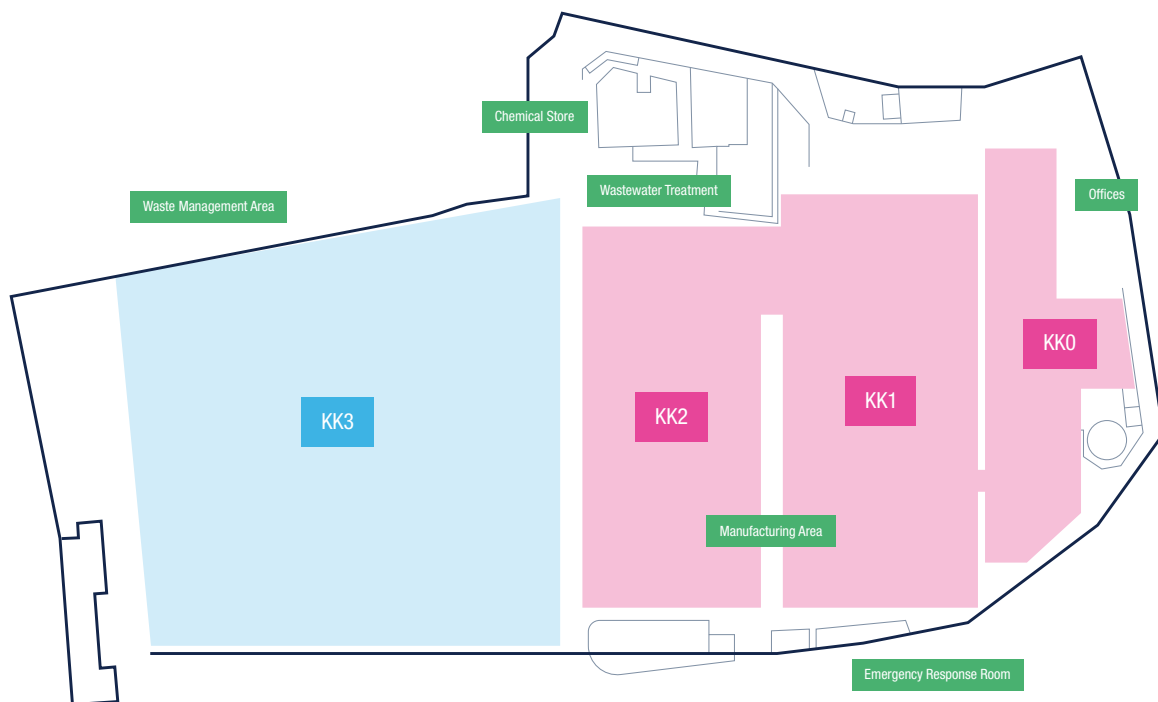 Chemical Store
Wastewater Treatment
Offices
Waste Management Area
KK0
KK3
KK2
KK1
Manufacturing Area
Emergency Response Room